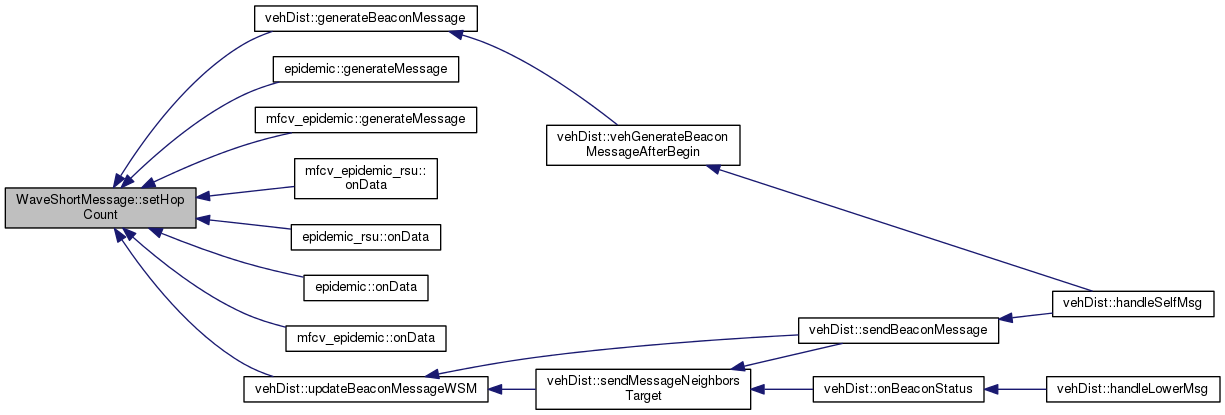 vehDist::generateBeaconMessage
epidemic::generateMessage
mfcv_epidemic::generateMessage
vehDist::vehGenerateBeacon
MessageAfterBegin
mfcv_epidemic_rsu::
onData
WaveShortMessage::setHop
Count
epidemic_rsu::onData
epidemic::onData
vehDist::handleSelfMsg
vehDist::sendBeaconMessage
mfcv_epidemic::onData
vehDist::updateBeaconMessageWSM
vehDist::sendMessageNeighbors
Target
vehDist::onBeaconStatus
vehDist::handleLowerMsg